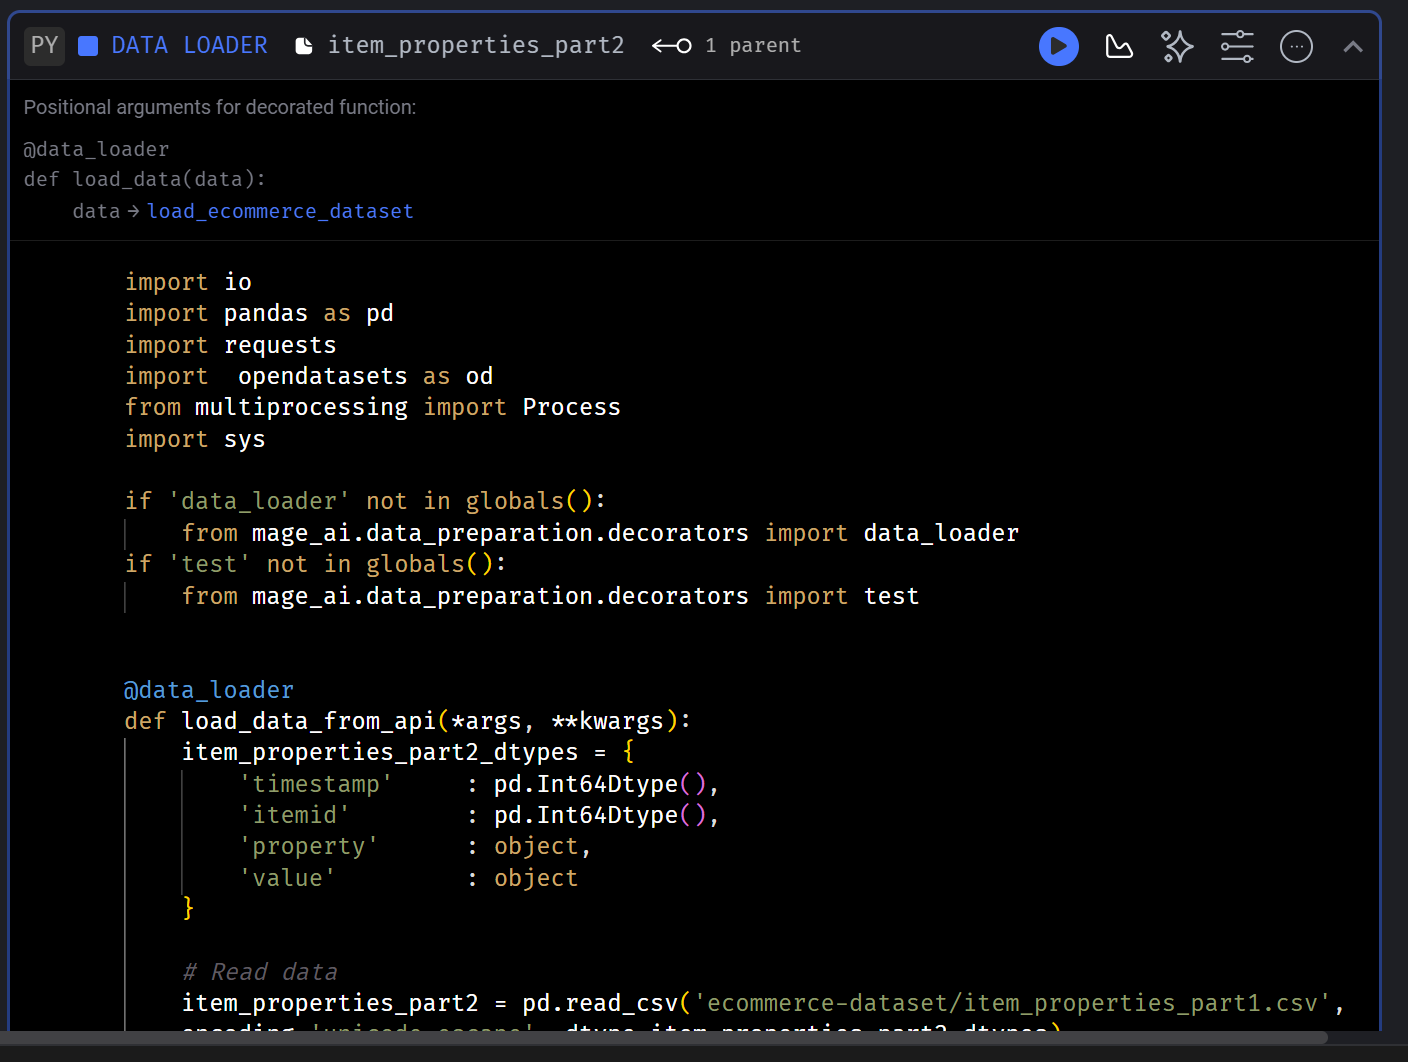 PY DATA LOADER item_properties_part2 1 parent
Positional arguments for decorated function:
@data_loader
def load_data(data):
    data → load_ecommerce_dataset
import io
import pandas as pd
import requests
import  opendatasets as od
from multiprocessing import Process
import sys
if 'data_loader' not in globals():
    from mage_ai.data_preparation.decorators import data_loader
if 'test' not in globals():
    from mage_ai.data_preparation.decorators import test
@data_loader
def load_data_from_api(*args, **kwargs):
    item_properties_part2_dtypes = {
        'timestamp'     : pd.Int64Dtype(),
        'itemid'        : pd.Int64Dtype(),
        'property'      : object,
        'value'         : object
    }
    # Read data
    item_properties_part2 = pd.read_csv('ecommerce-dataset/item_properties_part1.csv',
    encoding='unicode_escape', dtype=item_properties_part2_dtypes)